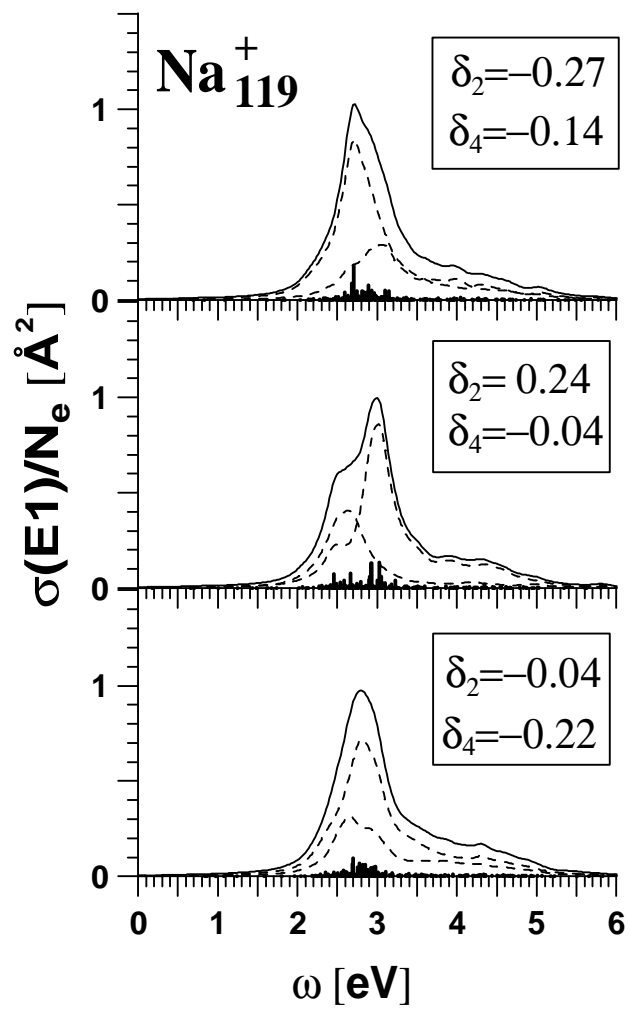 Na⁺₁₁₉
δ₂=−0.27
δ₄=−0.14
1
0
δ₂= 0.24
δ₄=−0.04
1
0
δ₂=−0.04
δ₄=−0.22
1
0
σ(E1)/Nₑ [Å²]
0 1 2 3 4 5 6
ω [eV]